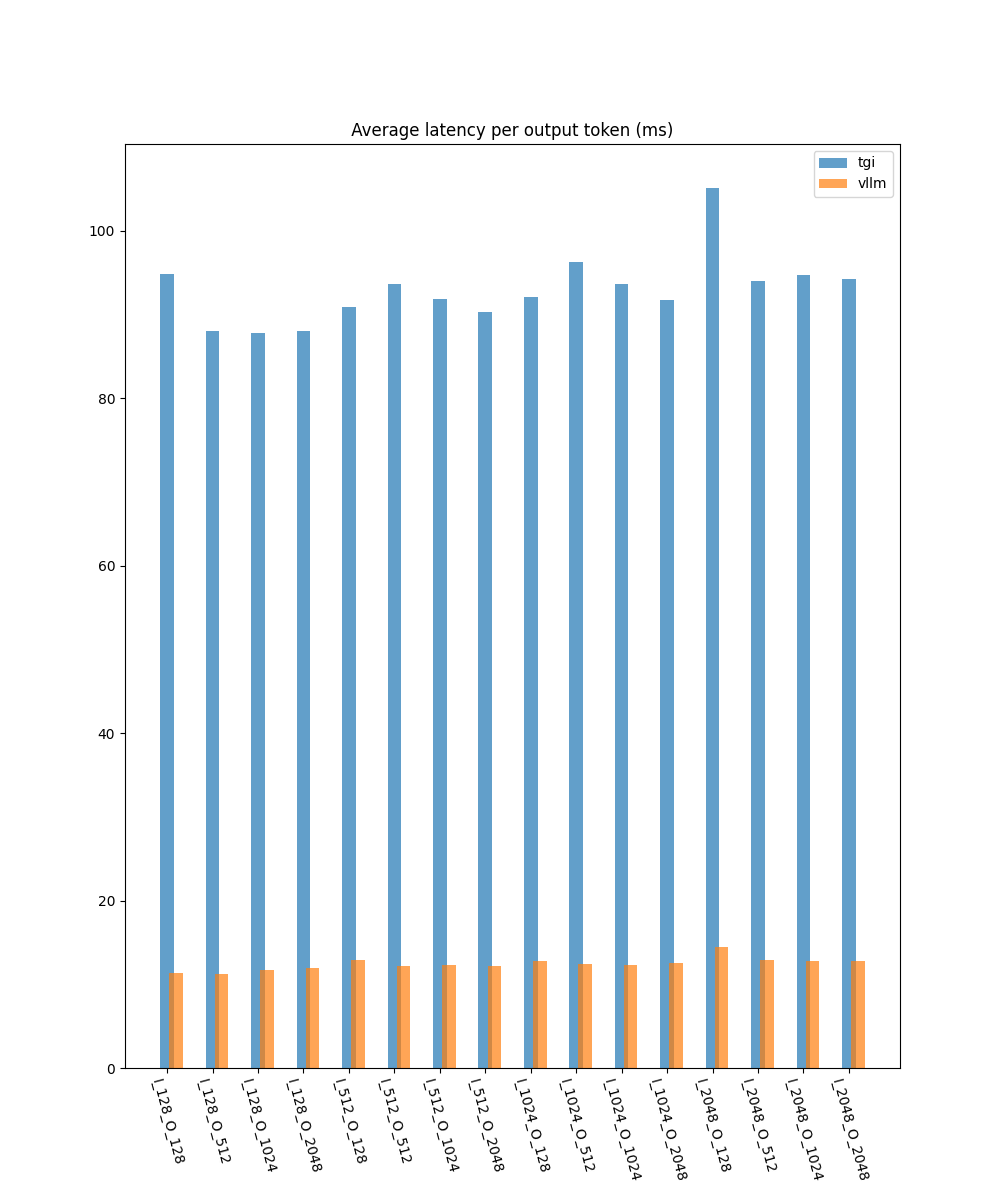 Average latency per output token (ms)
tgi
vllm
100
80
60
40
20
0
I_128_O_128
I_128_O_512
I_128_O_1024
I_128_O_2048
I_512_O_128
I_512_O_512
I_512_O_1024
I_512_O_2048
I_1024_O_128
I_1024_O_512
I_1024_O_1024
I_1024_O_2048
I_2048_O_128
I_2048_O_512
I_2048_O_1024
I_2048_O_2048